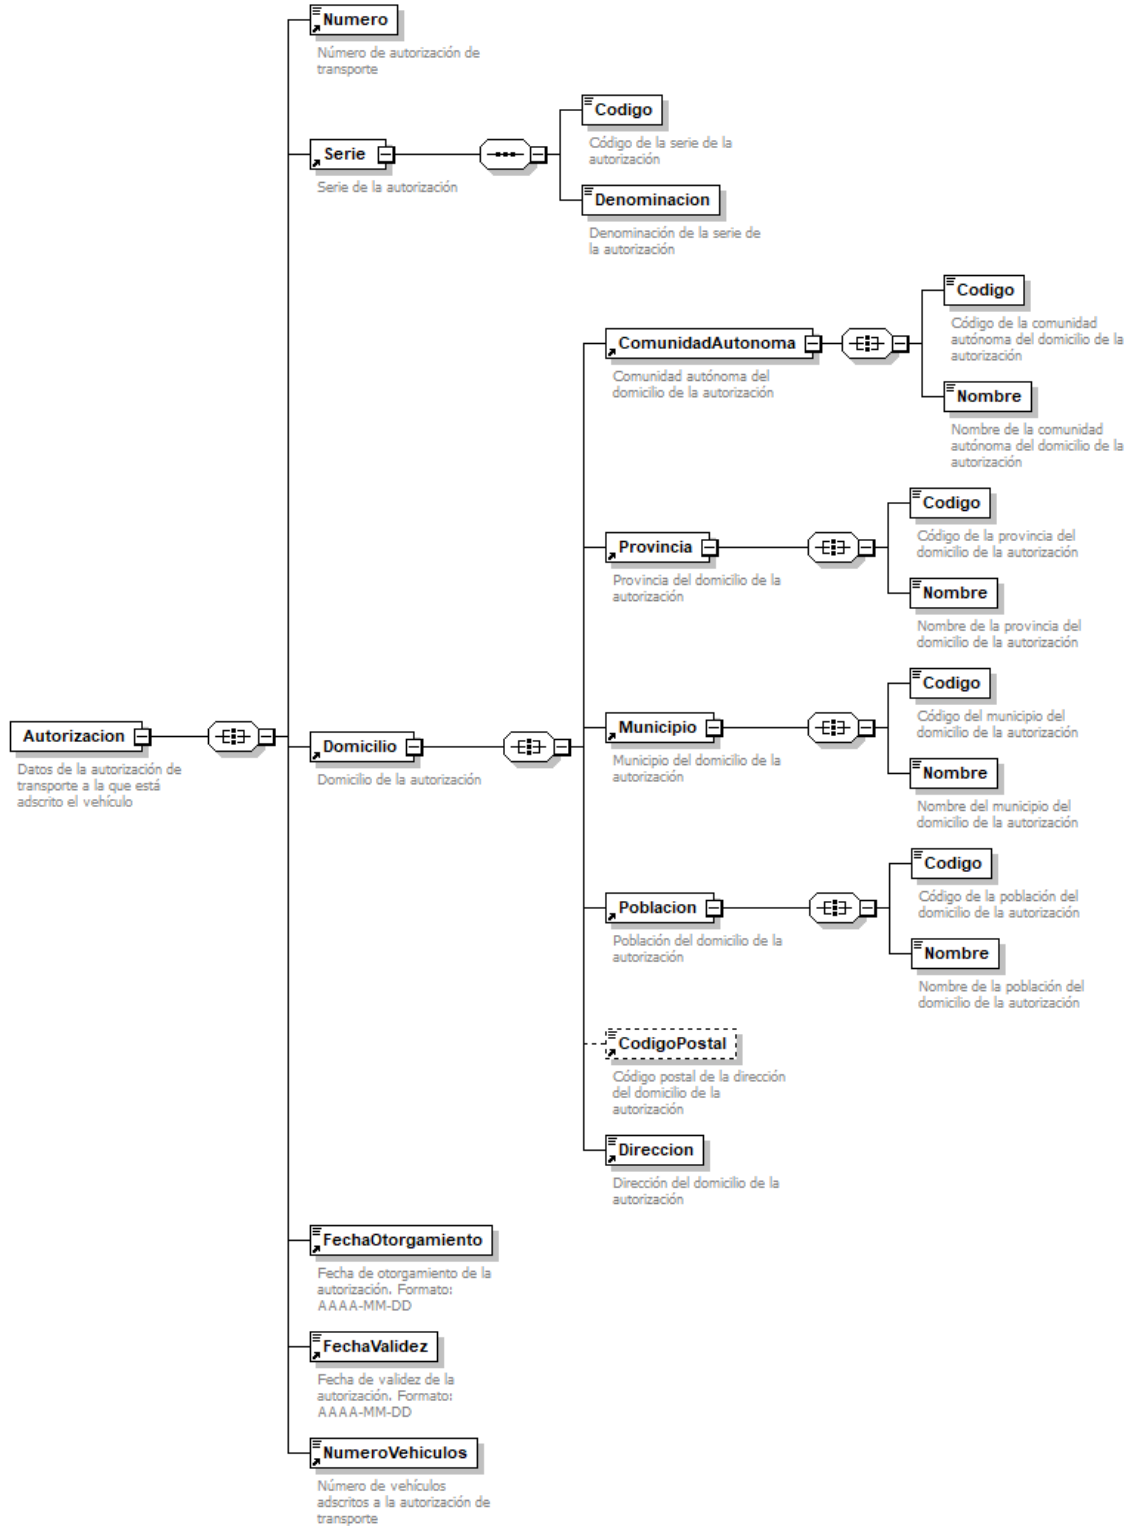 Numero
Número de autorización de
transporte
Serie
Serie de la autorización
Codigo
Código de la serie de la
autorización
Denominacion
Denominación de la serie de
la autorización
Autorizacion
Datos de la autorización de
transporte a la que está
adscrito el vehículo
Domicilio
Domicilio de la autorización
ComunidadAutonoma
Comunidad autónoma del
domicilio de la autorización
Codigo
Código de la comunidad
autónoma del domicilio de la
autorización
Nombre
Nombre de la comunidad
autónoma del domicilio de la
autorización
Provincia
Provincia del domicilio de la
autorización
Codigo
Código de la provincia del
domicilio de la autorización
Nombre
Nombre de la provincia del
domicilio de la autorización
Municipio
Municipio del domicilio de la
autorización
Codigo
Código del municipio del
domicilio de la autorización
Nombre
Nombre del municipio del
domicilio de la autorización
Poblacion
Población del domicilio de la
autorización
Codigo
Código de la población del
domicilio de la autorización
Nombre
Nombre de la población del
domicilio de la autorización
CodigoPostal
Código postal de la dirección
del domicilio de la
autorización
Direccion
Dirección del domicilio de la
autorización
FechaOtorgamiento
Fecha de otorgamiento de la
autorización. Formato:
AAAA-MM-DD
FechaValidez
Fecha de validez de la
autorización. Formato:
AAAA-MM-DD
NumeroVehiculos
Número de vehículos
adscritos a la autorización de
transporte